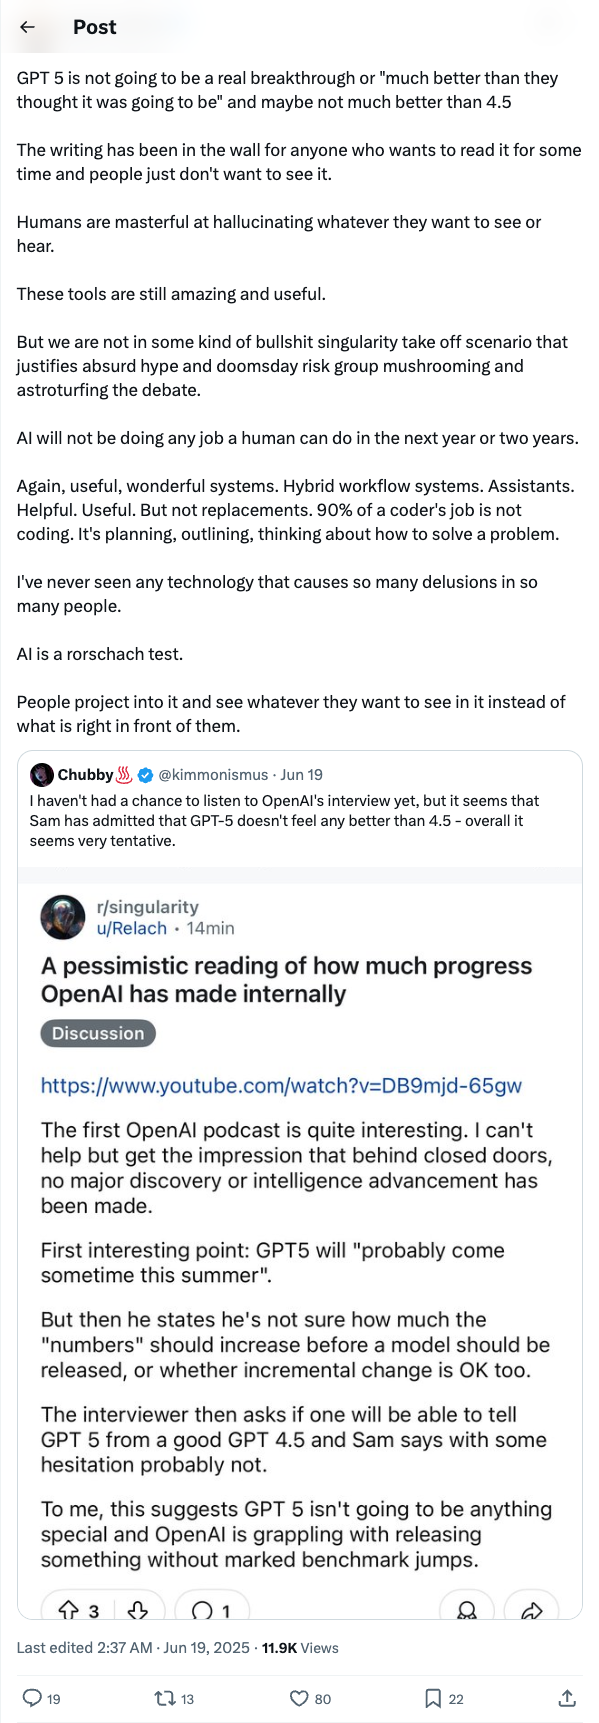 Post
GPT 5 is not going to be a real breakthrough or "much better than they
thought it was going to be" and maybe not much better than 4.5
The writing has been in the wall for anyone who wants to read it for some
time and people just don't want to see it.
Humans are masterful at hallucinating whatever they want to see or
hear.
These tools are still amazing and useful.
But we are not in some kind of bullshit singularity take off scenario that
justifies absurd hype and doomsday risk group mushrooming and
astroturfing the debate.
AI will not be doing any job a human can do in the next year or two years.
Again, useful, wonderful systems. Hybrid workflow systems. Assistants.
Helpful. Useful. But not replacements. 90% of a coder's job is not
coding. It's planning, outlining, thinking about how to solve a problem.
I've never seen any technology that causes so many delusions in so
many people.
AI is a rorschach test.
People project into it and see whatever they want to see in it instead of
what is right in front of them.
Chubby♨️ @kimmonismus · Jun 19
I haven't had a chance to listen to OpenAI's interview yet, but it seems that
Sam has admitted that GPT-5 doesn't feel any better than 4.5 - overall it
seems very tentative.
r/singularity
u/Relach • 14min
A pessimistic reading of how much progress
OpenAI has made internally
Discussion
https://www.youtube.com/watch?v=DB9mjd-65gw
The first OpenAI podcast is quite interesting. I can't
help but get the impression that behind closed doors,
no major discovery or intelligence advancement has
been made.
First interesting point: GPT5 will "probably come
sometime this summer".
But then he states he's not sure how much the
"numbers" should increase before a model should be
released, or whether incremental change is OK too.
The interviewer then asks if one will be able to tell
GPT 5 from a good GPT 4.5 and Sam says with some
hesitation probably not.
To me, this suggests GPT 5 isn't going to be anything
special and OpenAI is grappling with releasing
something without marked benchmark jumps.
3 1
Last edited 2:37 AM · Jun 19, 2025 · 11.9K Views
19 13 80 22